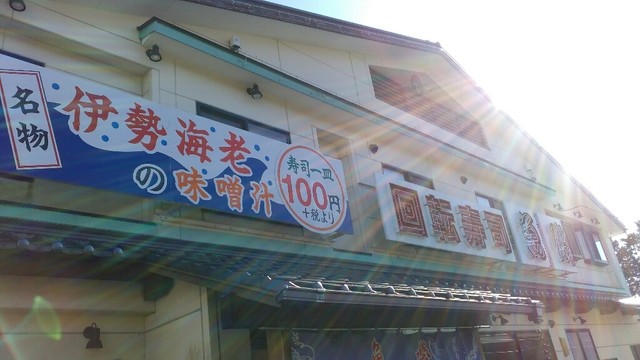 名物
伊勢海老
の味噌汁
寿司一皿
100円
+税より
回転寿司